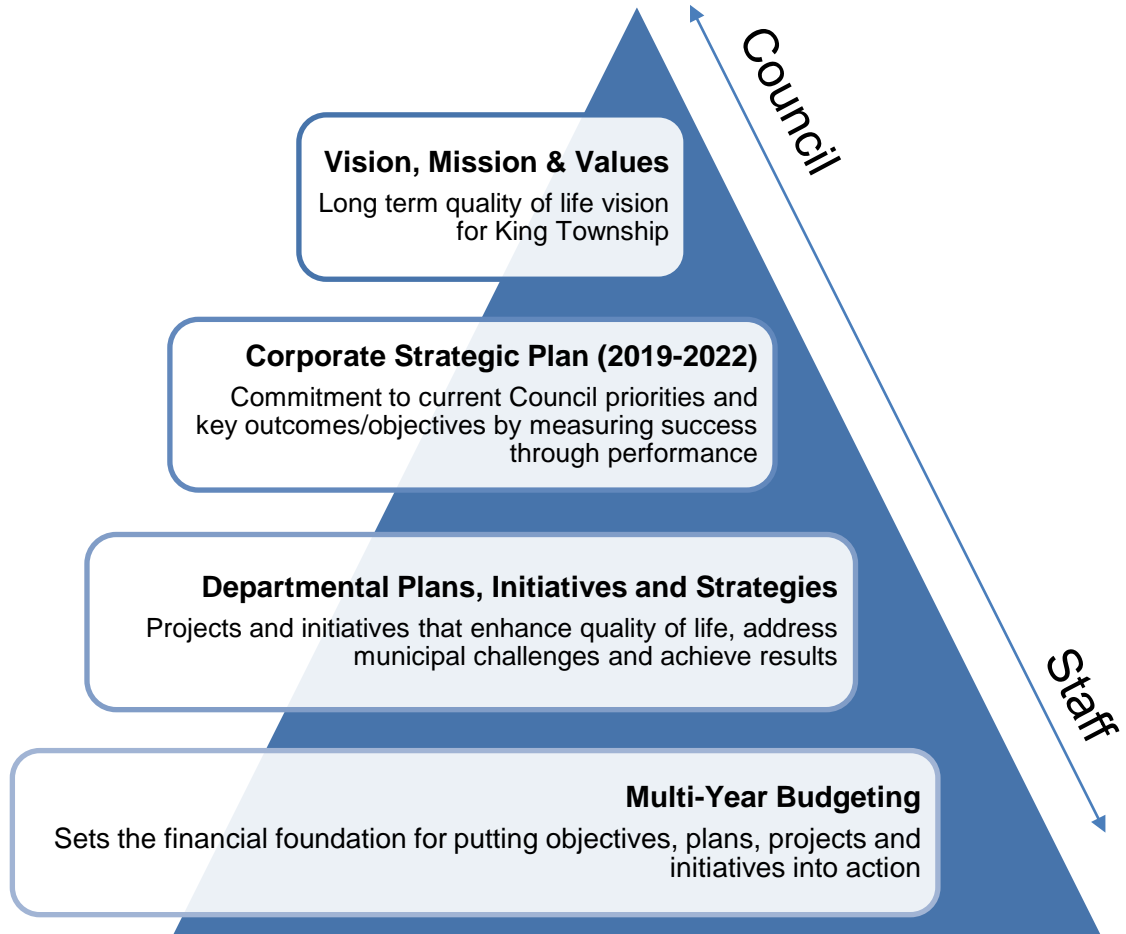 Council
Vision, Mission & Values
Long term quality of life vision
for King Township
Corporate Strategic Plan (2019-2022)
Commitment to current Council priorities and
key outcomes/objectives by measuring success
through performance
Departmental Plans, Initiatives and Strategies
Projects and initiatives that enhance quality of life, address
municipal challenges and achieve results
Staff
Multi-Year Budgeting
Sets the financial foundation for putting objectives, plans, projects and
initiatives into action